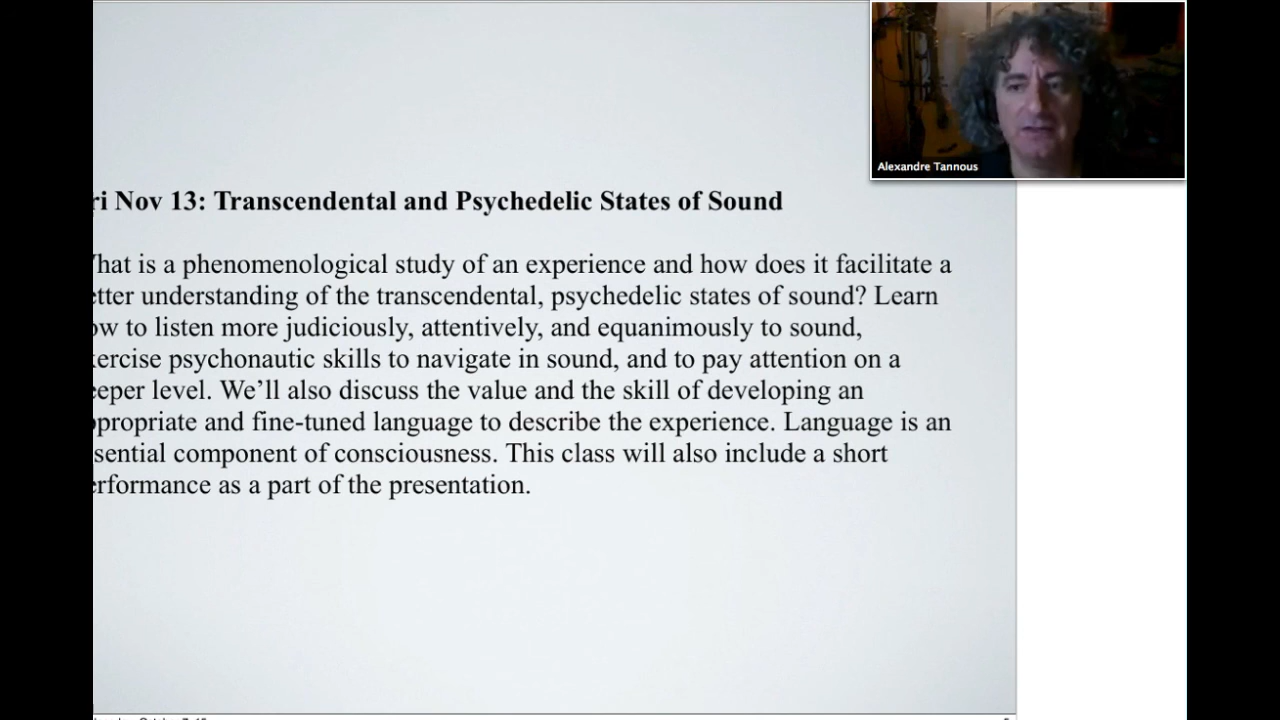 Alexandre Tannous
ri Nov 13: Transcendental and Psychedelic States of Sound
hat is a phenomenological study of an experience and how does it facilitate a
etter understanding of the transcendental, psychedelic states of sound? Learn
ow to listen more judiciously, attentively, and equanimously to sound,
ercise psychonautic skills to navigate in sound, and to pay attention on a
eeper level. We’ll also discuss the value and the skill of developing an
ppropriate and fine-tuned language to describe the experience. Language is an
sential component of consciousness. This class will also include a short
erformance as a part of the presentation.